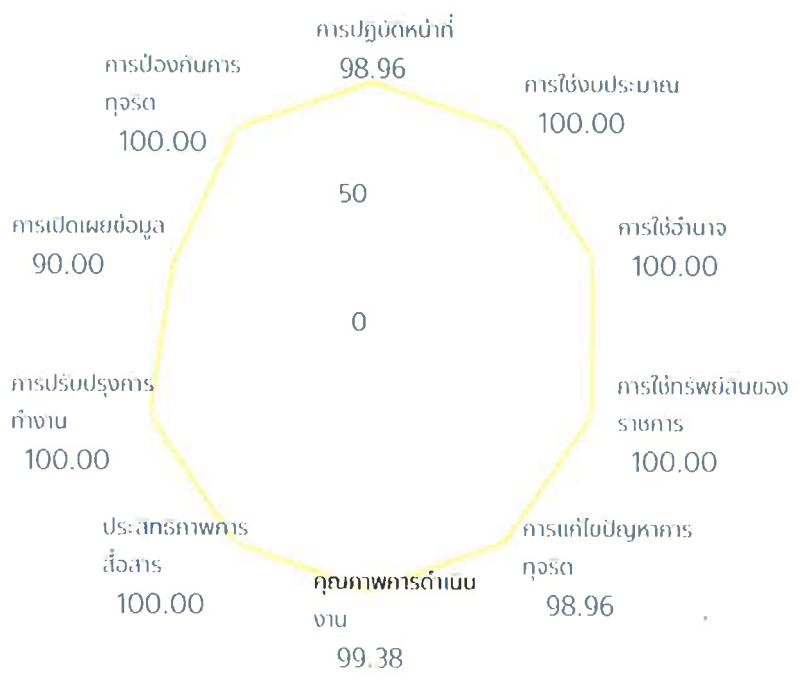 การปฏิบัติหน้าที่
98.96
การใช้งบประมาณ
100.00
การใช้อำนาจ
100.00
การใช้ทรัพย์สินของ
ราชการ
100.00
การแก้ไขปัญหาการ
ทุจริต
98.96
คุณภาพการดำเนิน
งาน
99.38
ประสิทธิภาพการ
สื่อสาร
100.00
การปรับปรุงการ
ทำงาน
100.00
การเปิดเผยข้อมูล
90.00
การป้องกันการ
ทุจริต
100.00
50
0